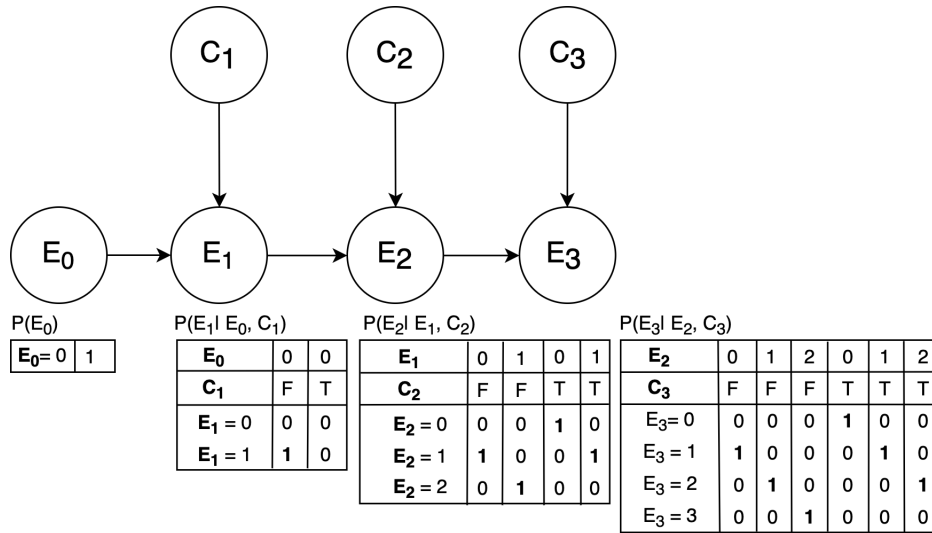 C₁ C₂ C₃
E₀ E₁ E₂ E₃
P(E₀)
E₀= 0 1
P(E₁| E₀, C₁)
E₀ 0 0
C₁ F T
E₁ = 0 0 0
E₁ = 1 1 0
P(E₂| E₁, C₂)
E₁ 0 1 0 1
C₂ F F T T
E₂ = 0 0 0 1 0
E₂ = 1 1 0 0 1
E₂ = 2 0 1 0 0
P(E₃| E₂, C₃)
E₂ 0 1 2 0 1 2
C₃ F F F T T T
E₃= 0 0 0 0 1 0 0
E₃ = 1 1 0 0 0 1 0
E₃ = 2 0 1 0 0 0 1
E₃ = 3 0 0 1 0 0 0